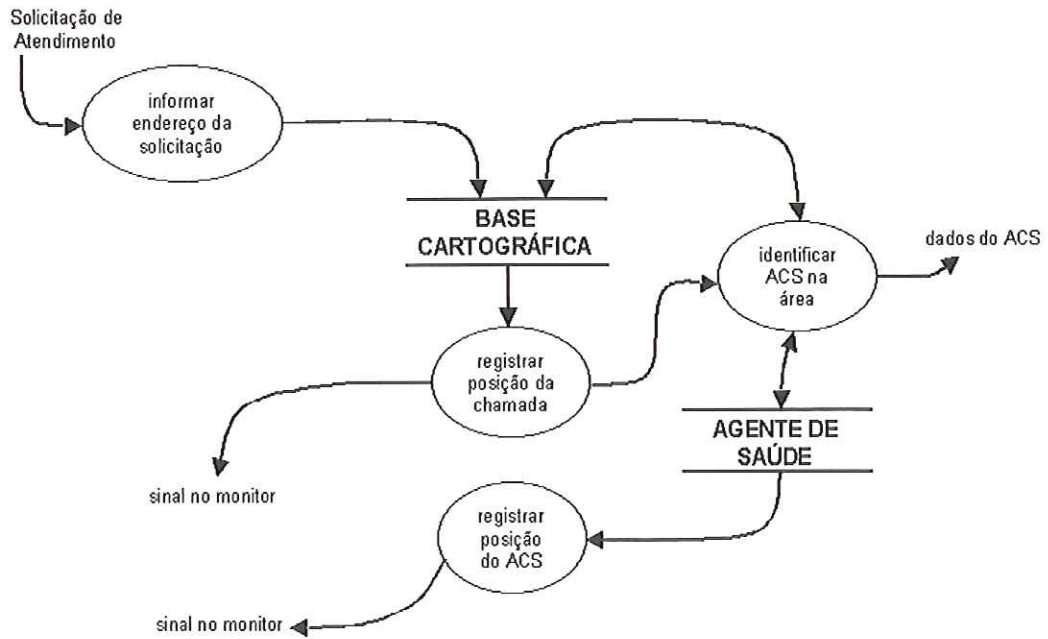 Solicitação de
Atendimento
informar
endereço da
solicitação
BASE
CARTOGRÁFICA
identificar
ACS na
área
dados do ACS
registrar
posição da
chamada
AGENTE DE
SAÚDE
sinal no monitor
registrar
posição
do ACS
sinal no monitor